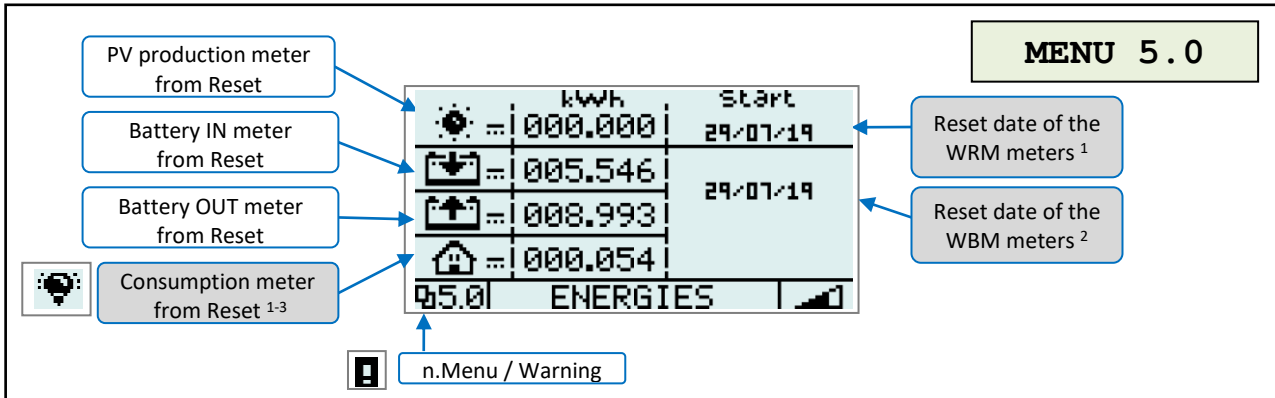 MENU 5.0
PV production meter
from Reset
Battery IN meter
from Reset
Battery OUT meter
from Reset
Consumption meter
from Reset 1-3
kWh Start
= 000.000 29/07/19
= 005.546
29/07/19
= 008.993
= 000.054
5.0 ENERGIES
Reset date of the
WRM meters 1
Reset date of the
WBM meters 2
n.Menu / Warning